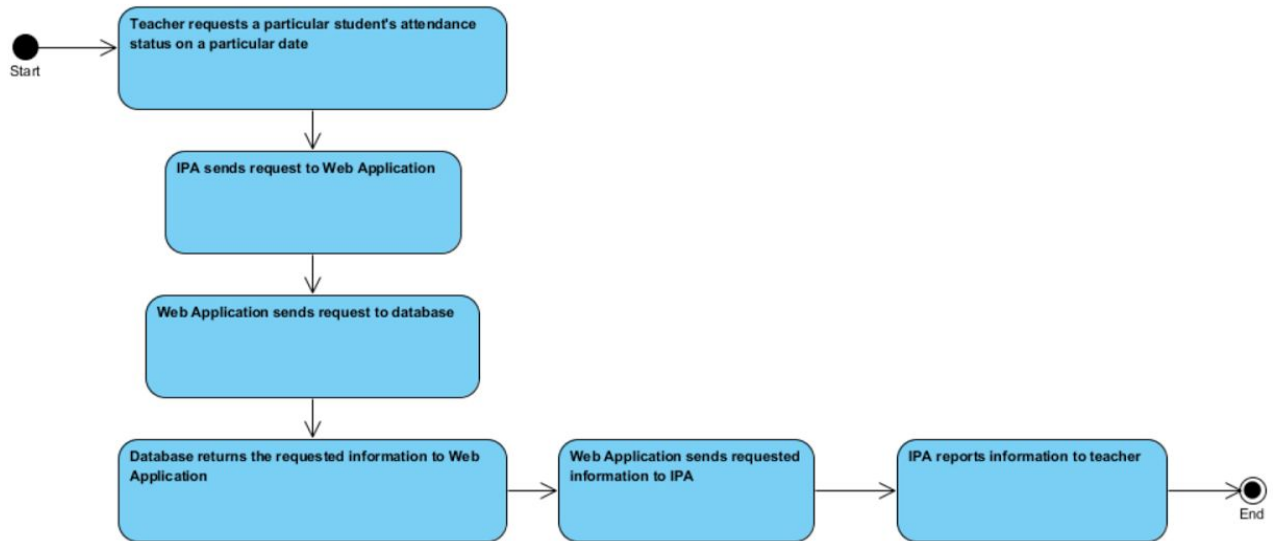 Teacher requests a particular student's attendance
status on a particular date
Start
IPA sends request to Web Application
Web Application sends request to database
Database returns the requested information to Web
Application
Web Application sends requested
information to IPA
IPA reports information to teacher
End